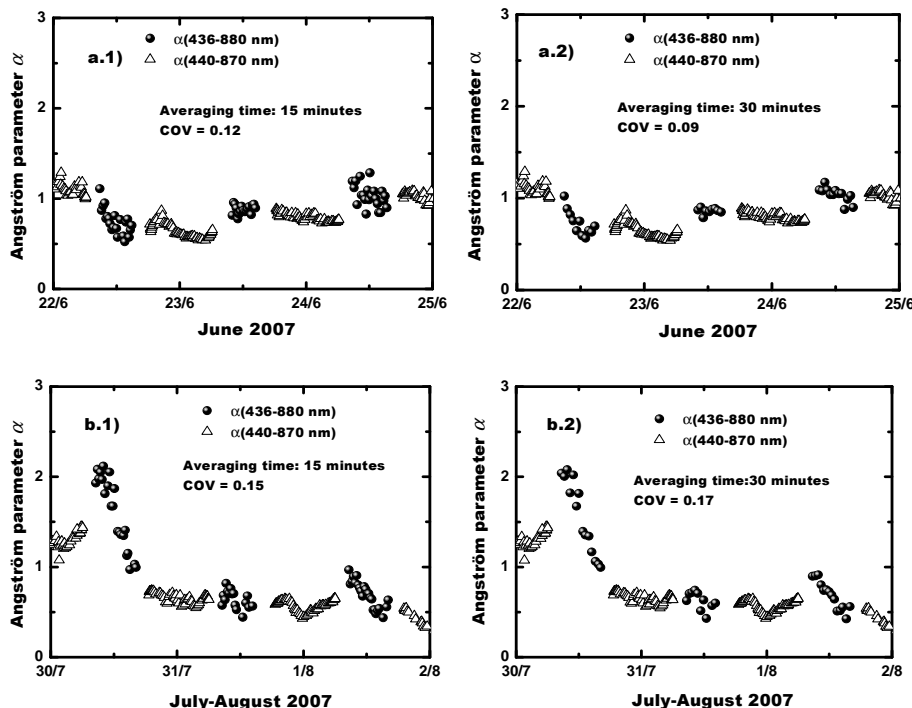 3
2
1
0
Angström parameter α
a.1)
α(436-880 nm)
α(440-870 nm)
Averaging time: 15 minutes
COV = 0.12
22/6 23/6 24/6 25/6
June 2007
3
2
1
0
Angström parameter α
a.2)
α(436-880 nm)
α(440-870 nm)
Averaging time: 30 minutes
COV = 0.09
22/6 23/6 24/6 25/6
June 2007
3
2
1
0
Angström parameter α
b.1)
α(436-880 nm)
α(440-870 nm)
Averaging time: 15 minutes
COV = 0.15
30/7 31/7 1/8 2/8
July-August 2007
3
2
1
0
Angström parameter α
b.2)
α(436-880 nm)
α(440-870 nm)
Averaging time:30 minutes
COV = 0.17
30/7 31/7 1/8 2/8
July-August 2007